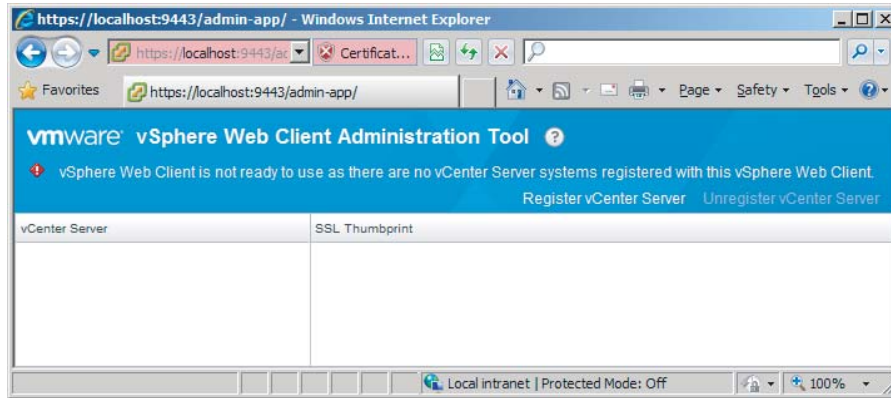 https://localhost:9443/admin-app/ - Windows Internet Explorer
https://localhost:9443/ac Certificat...
Favorites https://localhost:9443/admin-app/ Page Safety Tools
vmware vSphere Web Client Administration Tool ?
vSphere Web Client is not ready to use as there are no vCenter Server systems registered with this vSphere Web Client.
Register vCenter Server Unregister vCenter Server
vCenter Server SSL Thumbprint
Local intranet | Protected Mode: Off 100%